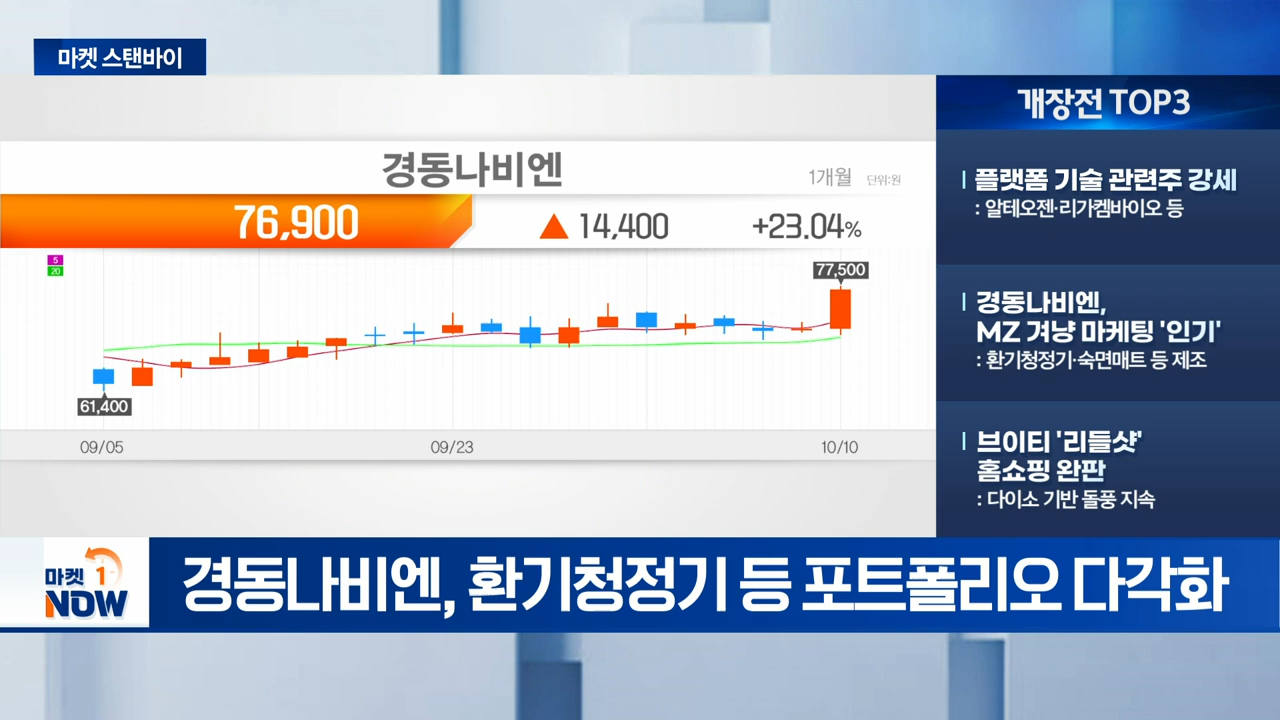 마켓 스탠바이
경동나비엔
1개월 단위:원
76,900 ▲ 14,400 +23.04%
5
20
77,500
61,400
09/05 09/23 10/10
개장전 TOP3
플랫폼 기술 관련주 강세
: 알테오젠·리가켐바이오 등
경동나비엔,
MZ 겨냥 마케팅 '인기'
: 환기청정기·숙면매트 등 제조
브이티 '리들샷'
홈쇼핑 완판
: 다이소 기반 돌풍 지속
마켓 1
NOW
경동나비엔, 환기청정기 등 포트폴리오 다각화